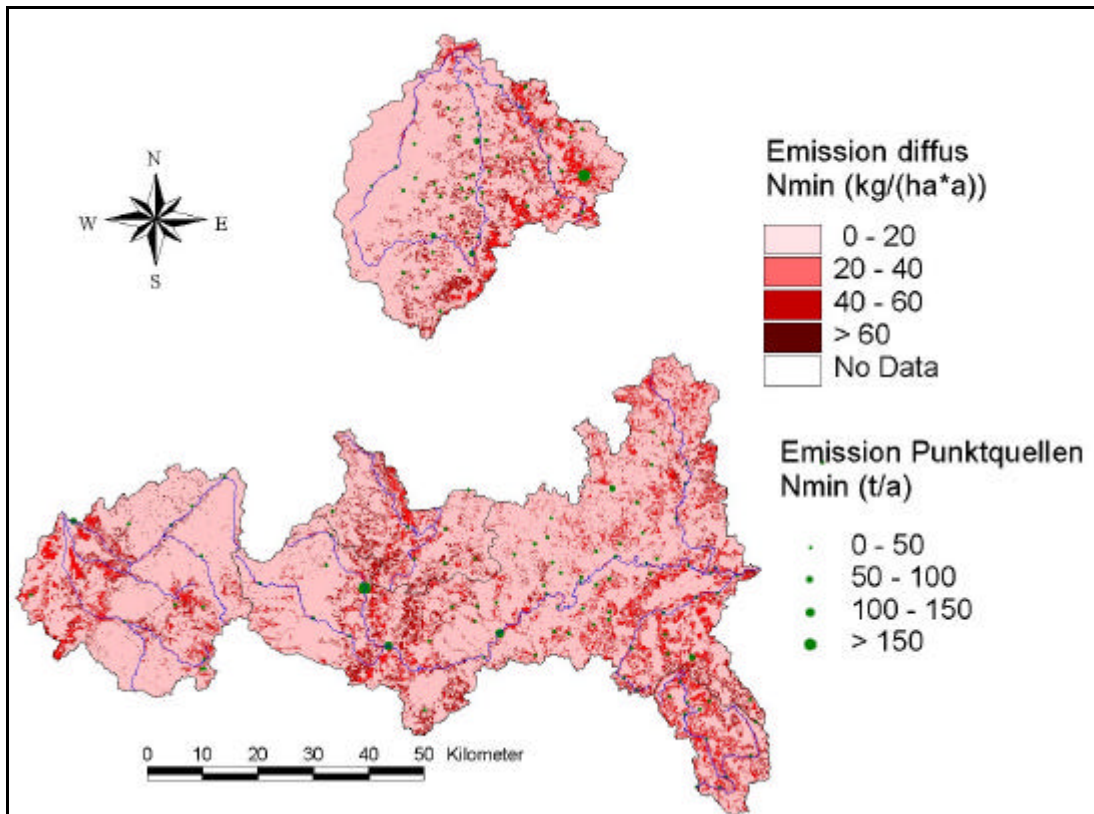 N
W
E
S
Emission diffus
Nmin (kg/(ha*a))
0 - 20
20 - 40
40 - 60
> 60
No Data
Emission Punktquellen
Nmin (t/a)
0 - 50
50 - 100
100 - 150
> 150
0 10 20 30 40 50 Kilometer